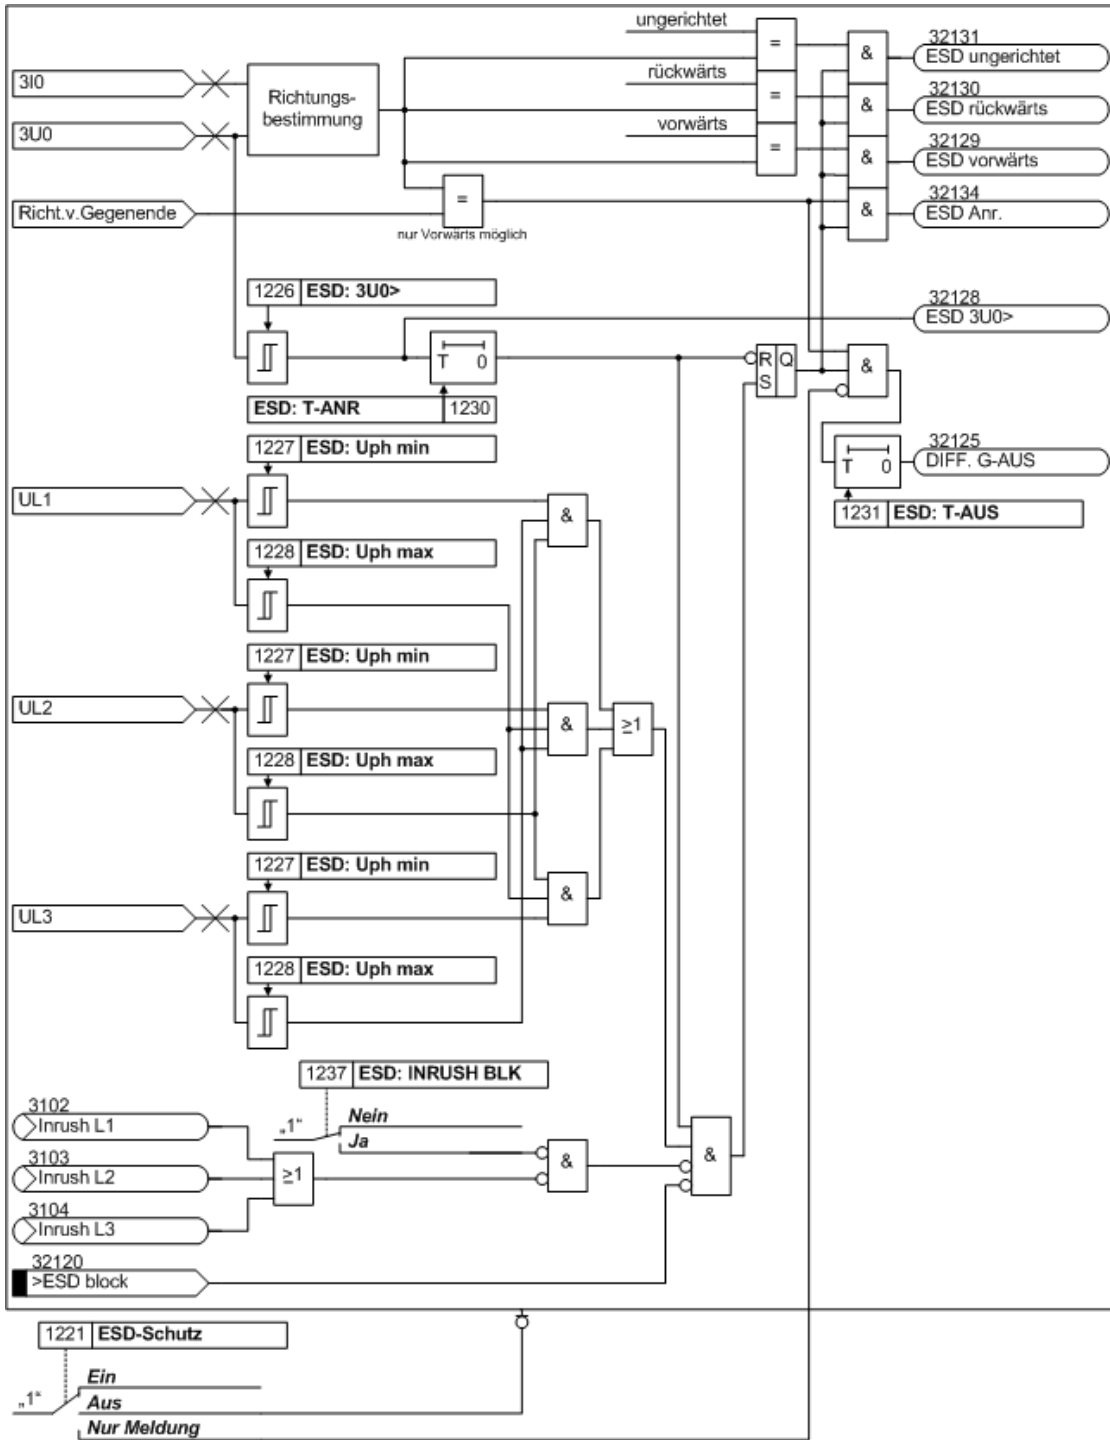 ungerichtet
=
&
32131
ESD ungerichtet
3I0
Richtungs-
bestimmung
rückwärts
=
&
32130
ESD rückwärts
3U0
vorwärts
=
&
32129
ESD vorwärts
Richt.v.Gegenende
=
nur Vorwärts möglich
&
32134
ESD Anr.
1226 ESD: 3U0>
32128
ESD 3U0>
T 0
R Q
S
&
ESD: T-ANR 1230
1227 ESD: Uph min
T 0
32125
DIFF. G-AUS
UL1
&
1231 ESD: T-AUS
1228 ESD: Uph max
1227 ESD: Uph min
UL2
&
≥1
1228 ESD: Uph max
1227 ESD: Uph min
UL3
&
1228 ESD: Uph max
1237 ESD: INRUSH BLK
3102
Inrush L1
„1“
Nein
Ja
3103
Inrush L2
≥1
&
&
3104
Inrush L3
32120
>ESD block
1221 ESD-Schutz
„1“
Ein
Aus
Nur Meldung